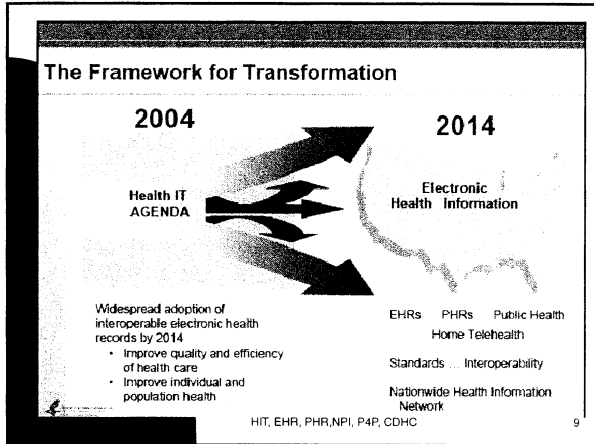 The Framework for Transformation
2004
2014
Health IT
AGENDA
Electronic
Health Information
Widespread adoption of
interoperable electronic health
records by 2014
• Improve quality and efficiency
of health care
• Improve individual and
population health
EHRs PHRs Public Health
Home Telehealth
Standards ... Interoperability
Nationwide Health Information
Network
HIT, EHR, PHR,NPI, P4P, CDHC
9